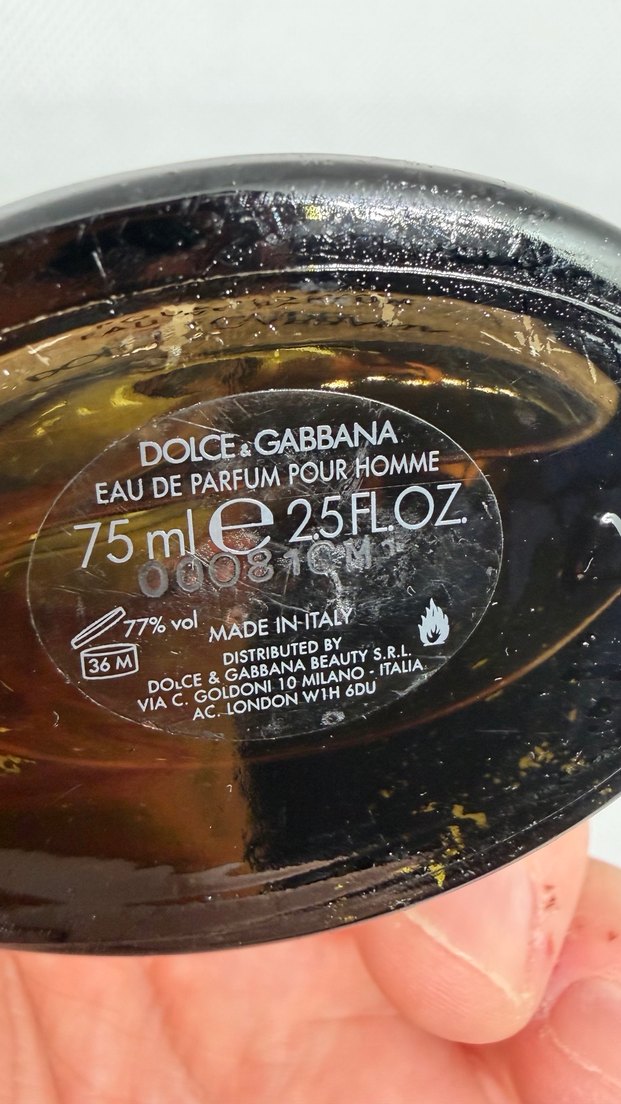 DOLCE & GABBANA
EAU DE PARFUM POUR HOMME
75 ml e 2.5 FL.OZ.
77% vol MADE IN ITALY
36 M
DISTRIBUTED BY
DOLCE & GABBANA BEAUTY S.R.L.
VIA C. GOLDONI 10 MILANO - ITALIA
AC. LONDON W1H 6DU